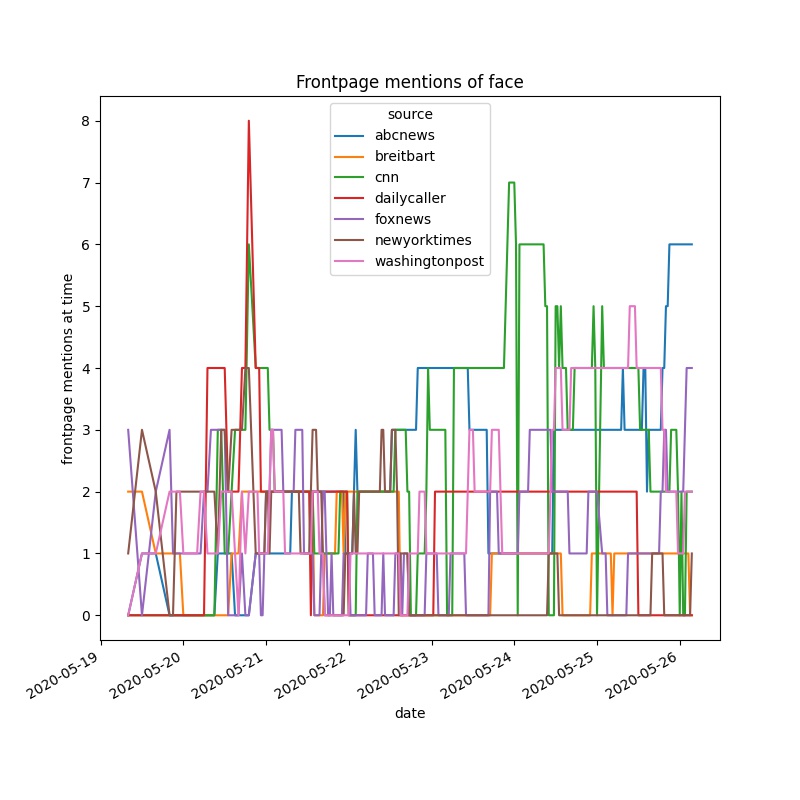 Frontpage mentions of face
source
abcnews
breitbart
cnn
dailycaller
foxnews
newyorktimes
washingtonpost
frontpage mentions at time
8
7
6
5
4
3
2
1
0
2020-05-19
2020-05-20
2020-05-21
2020-05-22
2020-05-23
2020-05-24
2020-05-25
2020-05-26
date